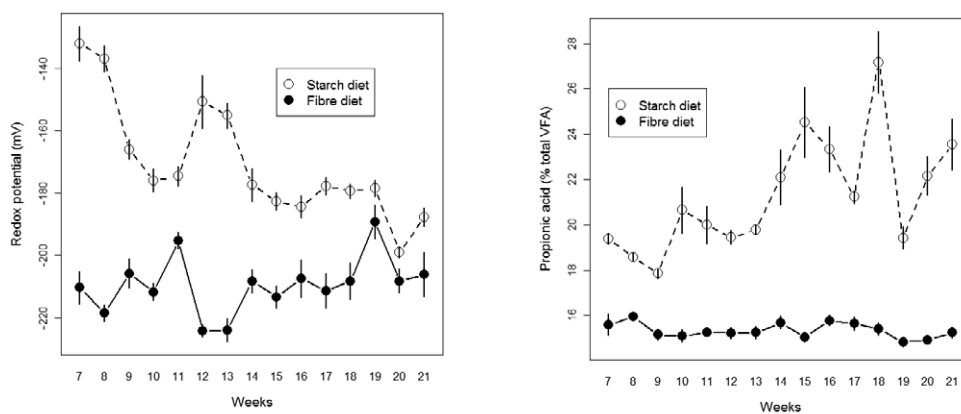 Redox potential (mV)
-140
-160
-180
-200
-220
Starch diet
Fibre diet
7 8 9 10 11 12 13 14 15 16 17 18 19 20 21
Weeks
Propionic acid (% total VFA)
28
26
24
22
20
18
16
Starch diet
Fibre diet
7 8 9 10 11 12 13 14 15 16 17 18 19 20 21
Weeks